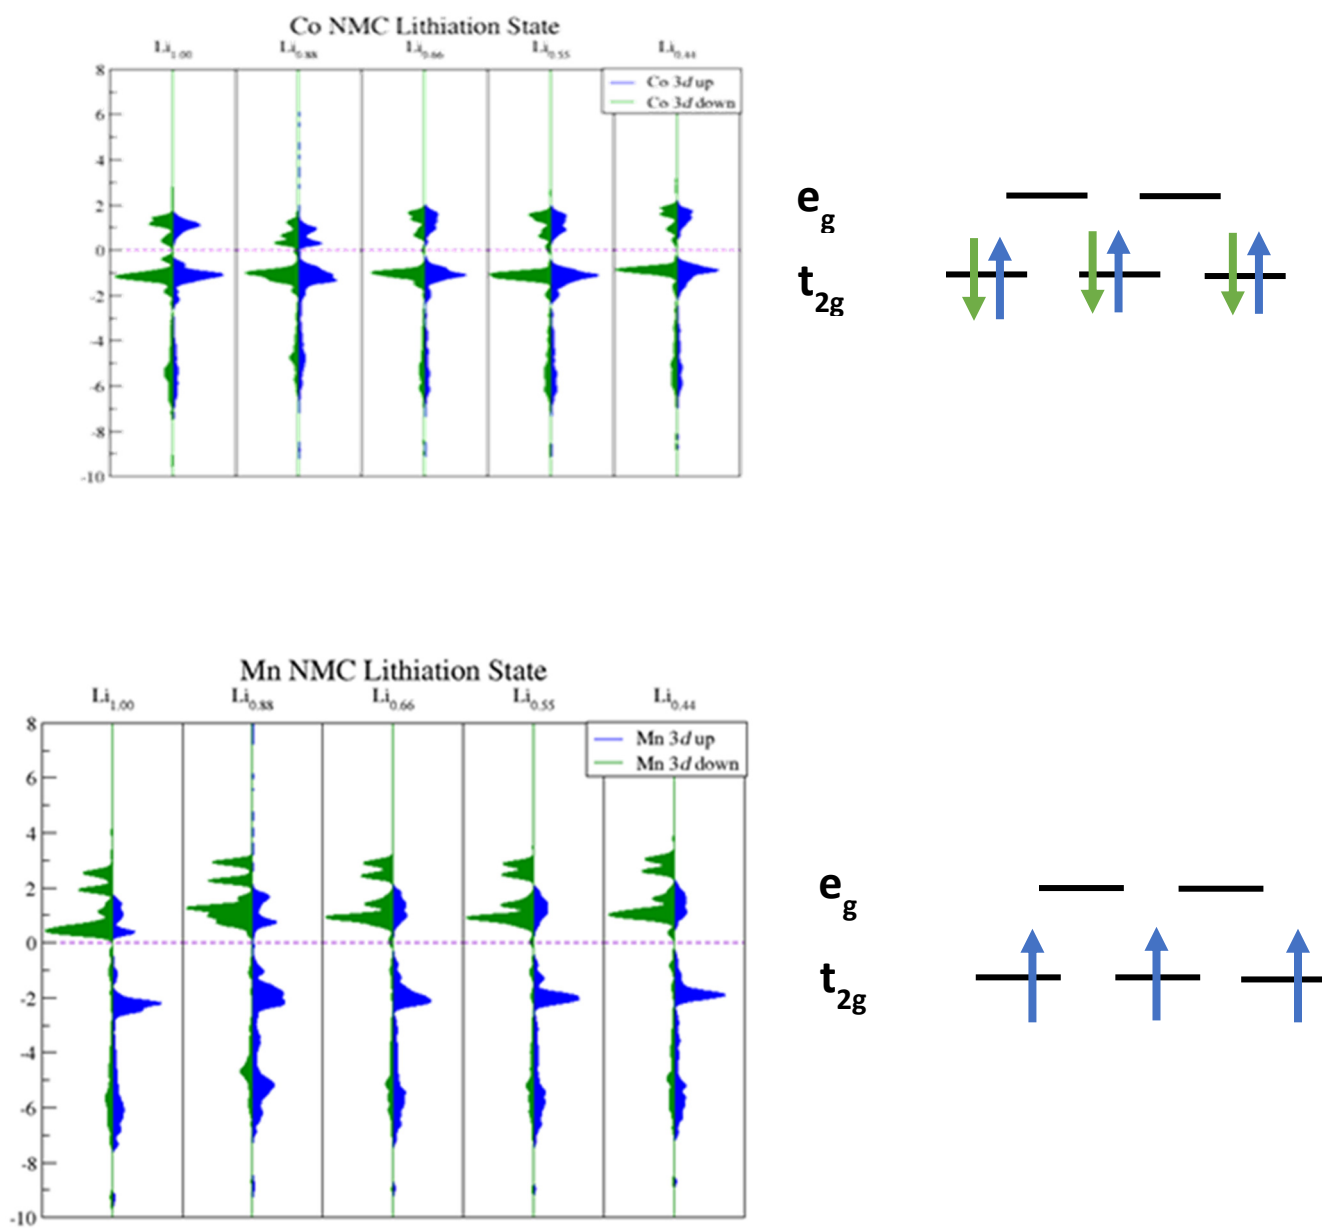 Co NMC Lithiation State
Li1.00 Li0.88 Li0.66 Li0.55 Li0.44
8
6
4
2
0
-2
-4
-6
-8
-10
Co 3d up
Co 3d down
eg
t2g
Mn NMC Lithiation State
Li1.00 Li0.88 Li0.66 Li0.55 Li0.44
8
6
4
2
0
-2
-4
-6
-8
-10
Mn 3d up
Mn 3d down
eg
t2g